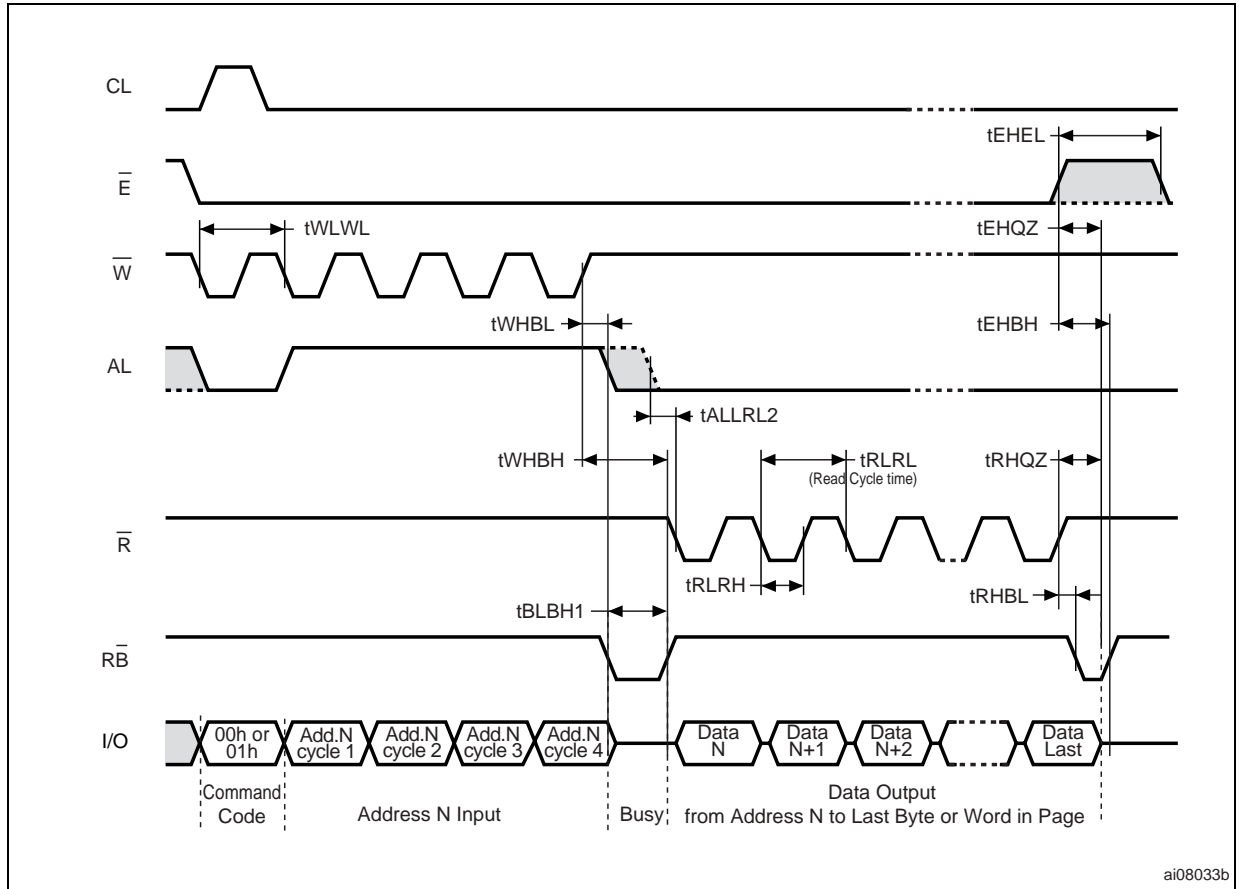 CL
tEHEL
E
tWLWL
tEHQZ
W
tWHBL
tEHBH
AL
tALLRL2
tWHBH
tRLRL
tRHQZ
(Read Cycle time)
R
tRLRH
tRHBL
tBLBH1
RB
I/O
00h or
01h
Add.N
cycle 1
Add.N
cycle 2
Add.N
cycle 3
Add.N
cycle 4
Data
N
Data
N+1
Data
N+2
Data
Last
Command
Code
Address N Input
Busy
Data Output
from Address N to Last Byte or Word in Page
ai08033b